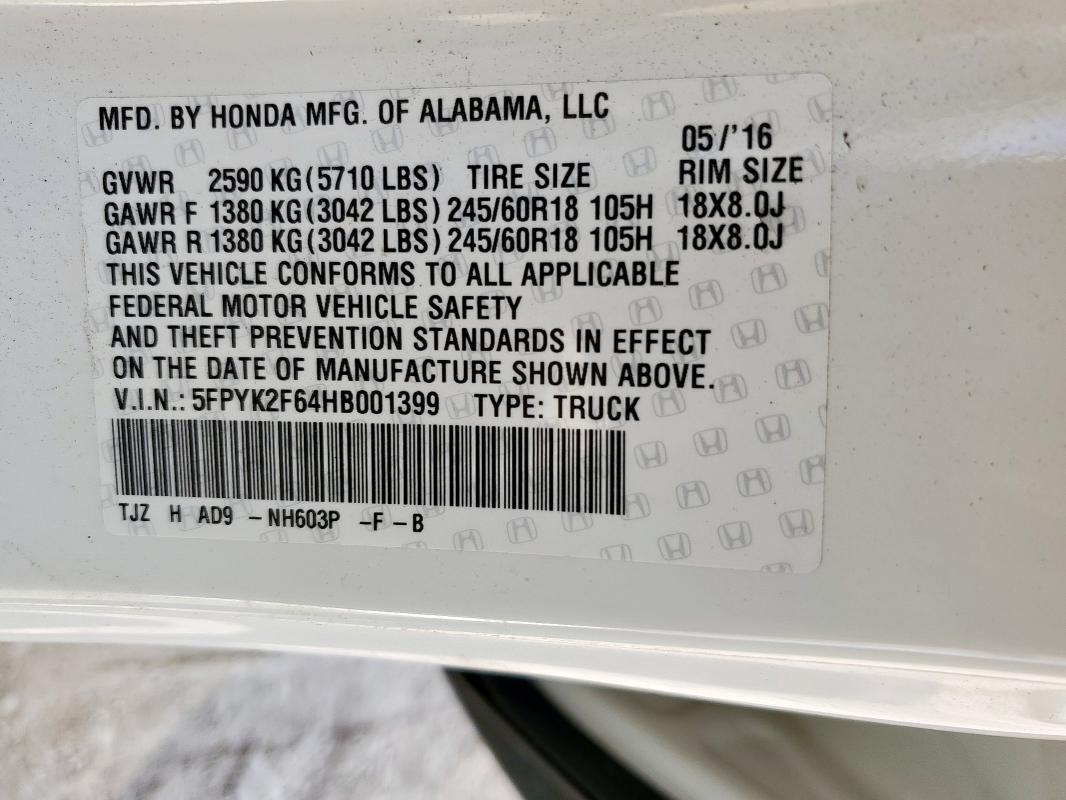 MFD. BY HONDA MFG. OF ALABAMA, LLC
05/'16
GVWR 2590 KG(5710 LBS) TIRE SIZE RIM SIZE
GAWR F 1380 KG(3042 LBS) 245/60R18 105H 18X8.0J
GAWR R 1380 KG(3042 LBS) 245/60R18 105H 18X8.0J
THIS VEHICLE CONFORMS TO ALL APPLICABLE
FEDERAL MOTOR VEHICLE SAFETY
AND THEFT PREVENTION STANDARDS IN EFFECT
ON THE DATE OF MANUFACTURE SHOWN ABOVE.
V.I.N.: 5FPYK2F64HB001399 TYPE: TRUCK
TJZ H AD9 -NH603P -F -B